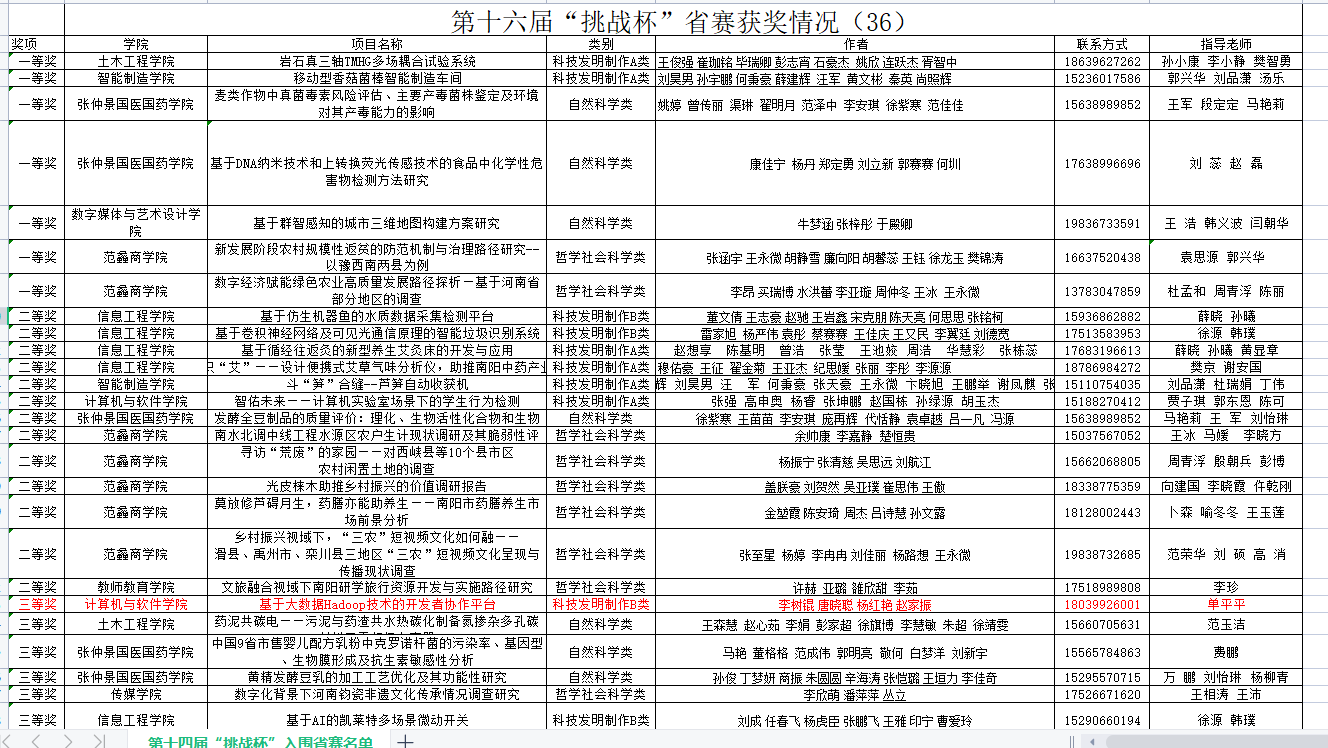 第十六届“挑战杯”省赛获奖情况（36）
奖项 学院 项目名称 类别 作者 联系方式 指导老师
一等奖 土木工程学院 岩石真三轴TMHG多场耦合试验系统 科技发明制作A类 王俊强 崔珈铭 毕瑞卿 彭志宵 石豪杰 姚欣 连跃杰 胥智中 18639627262 孙小康 李小静 樊智勇
一等奖 智能制造学院 移动型香菇菌棒智能制造车间 科技发明制作A类 刘昊男 孙宇鹏 何秉豪 薛建辉 汪军 黄文彬 秦英 尚照辉 15236017586 郭兴华 刘品潇 汤乐
一等奖 张仲景国医国药学院 麦类作物中真菌毒素风险评估、主要产毒菌株鉴定及环境
对其产毒能力的影响 自然科学类 姚婷 曾传丽 渠琳 翟明月 范泽中 李安琪 徐紫寒 范佳佳 15638989852 王军 段定定 马艳莉
一等奖 张仲景国医国药学院 基于DNA纳米技术和上转换荧光传感技术的食品中化学性危
害物检测方法研究 自然科学类 康佳宁 杨丹 郑定勇 刘立新 郭赛赛 何圳 17638996696 刘 蕊 赵 磊
一等奖 数字媒体与艺术设计学
院 基于群智感知的城市三维地图构建方案研究 自然科学类 牛梦涵 张梓彤 于殿卿 19836733591 王 浩 韩义波 闫朝华
一等奖 范蠡商学院 新发展阶段农村规模性返贫的防范机制与治理路径研究--
以豫西南两县为例 哲学社会科学类 张涵宇 王永微 胡静雪 廉向阳 胡馨蕊 王钰 徐龙玉 樊锦涛 16637520438 袁思源 郭兴华
一等奖 范蠡商学院 数字经济赋能绿色农业高质量发展路径探析－基于河南省
部分地区的调查 哲学社会科学类 李昂 买瑞博 水洪蕾 李亚璇 周仲冬 王冰 王永微 13783047859 杜孟和 周青浮 陈丽
二等奖 信息工程学院 基于仿生机器鱼的水质数据采集检测平台 科技发明制作B类 董文倩 王志豪 赵驰 王岩鑫 宋克朋 陈天亮 何思思 张铭柯 15936862882 薛晓 孙曦
二等奖 信息工程学院 基于卷积神经网络及可见光通信原理的智能垃圾识别系统 科技发明制作B类 雷家旭 杨严伟 袁彤 蔡赛赛 王佳庆 王又民 李翼廷 刘德宽 17513583953 徐源 韩璞
二等奖 信息工程学院 基于循经往返灸的新型养生艾灸床的开发与应用 科技发明制作A类 赵想享 陈基明 曾浩 张莹 王池姣 周浩 华慧彩 张栋蕊 17683196613 薛晓 孙曦 黄显章
二等奖 信息工程学院 “艾”－－设计便携式艾草气味分析仪，助推南阳中药产业 科技发明制作A类 穆佑豪 王征 翟金菊 王亚杰 纪思媛 张丽 李彤 李源源 18786984272 樊京 谢安国
二等奖 智能制造学院 斗“笋”合缝--芦笋自动收获机 科技发明制作A类 辉 刘昊男 汪 军 何秉豪 张天豪 王永微 卞晓旭 王鹏举 谢凤麒 张 15110754035 刘品潇 杜瑞娟 丁伟
二等奖 计算机与软件学院 智佑未来－－计算机实验室场景下的学生行为检测 科技发明制作A类 张强 高申奥 杨睿 张坤鹏 赵国栋 孙绿源 胡玉杰 15188270412 贾子琪 郭东恩 陈可
二等奖 张仲景国医国药学院 发酵全豆制品的质量评价：理化、生物活性化合物和生物 自然科学类 徐紫寒 王苗苗 李安琪 庞再辉 代恬静 袁卓越 吕一凡 冯源 15638989852 马艳莉 王 军 刘怡琳
二等奖 范蠡商学院 南水北调中线工程水源区农户生计现状调研及其脆弱性评 哲学社会科学类 余帅康 李嘉静 楚恒贵 15037567052 王冰 马媛 李晓方
二等奖 范蠡商学院 寻访“荒废”的家园－－对西峡县等10个县市区
农村闲置土地的调查 哲学社会科学类 杨振宁 张清慈 吴思远 刘航江 15662068805 周青浮 殷朝兵 彭博
二等奖 范蠡商学院 光皮梾木助推乡村振兴的价值调研报告 哲学社会科学类 盖朕豪 刘贺然 吴亚璞 崔思伟 王傲 18338775359 向建国 李晓霞 仵乾刚
二等奖 范蠡商学院 莫放修芦碍月生，药膳亦能助养生－－南阳市药膳养生市
场前景分析 哲学社会科学类 金堃霞 陈安琦 周杰 吕诗慧 孙文露 18128002443 卜森 喻冬冬 王玉莲
二等奖 范蠡商学院 乡村振兴视域下，“三农”短视频文化如何融－－
滑县、禹州市、栾川县三地区“三农”短视频文化呈现与
传播现状调查 哲学社会科学类 张至星 杨婷 李冉冉 刘佳丽 杨路想 王永微 19838732685 范荣华 刘 硕 高 消
二等奖 教师教育学院 文旅融合视域下南阳研学旅行资源开发与实施路径研究 哲学社会科学类 许赫 亚璐 雒欣甜 李茹 17518989808 李珍
三等奖 计算机与软件学院 基于大数据Hadoop技术的开发者协作平台 科技发明制作B类 李树锟 唐晓聪 杨红艳 赵家振 18039926001 单平平
三等奖 土木工程学院 药泥共碳电－－污泥与药渣共水热碳化制备氮掺杂多孔碳 自然科学类 王森慧 赵心茹 李娟 彭家超 徐旗博 李慧敏 朱超 徐靖雯 15660705631 范玉洁
三等奖 张仲景国医国药学院 中国9省市售婴儿配方乳粉中克罗诺杆菌的污染率、基因型
、生物膜形成及抗生素敏感性分析 自然科学类 马艳 董格格 范成伟 郭明亮 敬何 白梦洋 刘新宇 15565784863 费鹏
三等奖 张仲景国医国药学院 黄精发酵豆乳的加工工艺优化及其功能性研究 自然科学类 孙俊 丁梦妍 商振 朱圆圆 辛海涛 张恺璐 王垣力 李佳奇 15295570715 万 鹏 刘怡琳 杨柳青
三等奖 传媒学院 数字化背景下河南钧瓷非遗文化传承情况调查研究 哲学社会科学类 李欣萌 潘萍萍 丛立 17526671620 王相涛 王沛
三等奖 信息工程学院 基于AI的凯莱特多场景微动开关 科技发明制作B类 刘成 任春飞 杨虎臣 张鹏飞 王雅 印宁 曹爱玲 15290660194 徐源 韩璞
第十四届“挑战杯”入围省赛名单